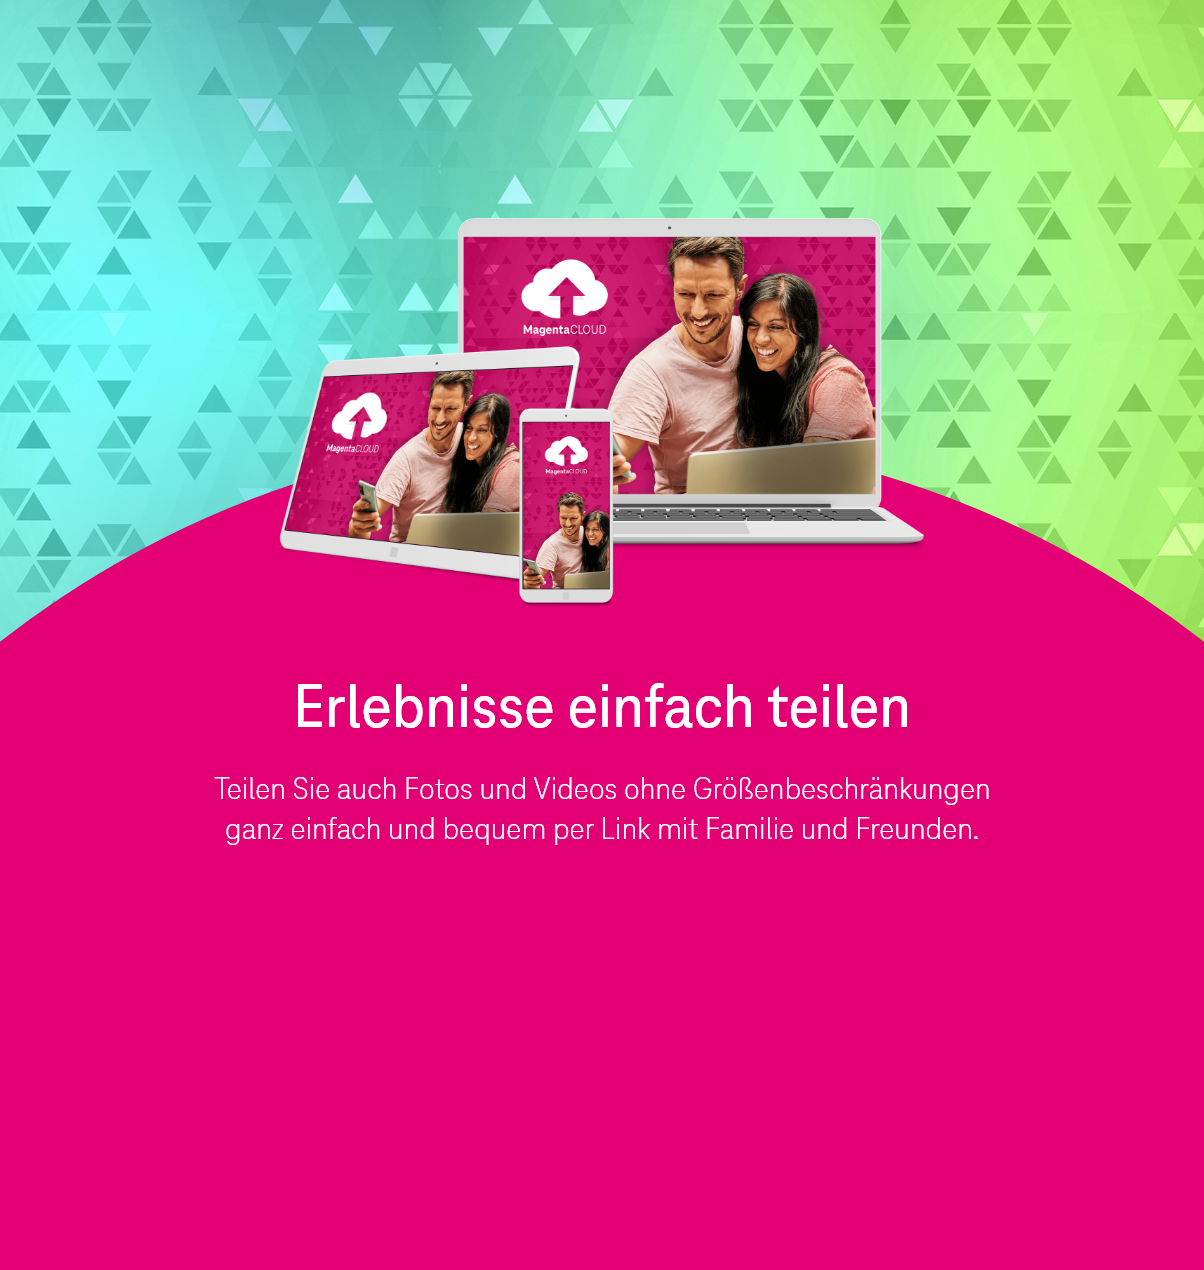 MagentaCLOUD
MagentaCLOUD
MagentaCLOUD
Erlebnisse einfach teilen
Teilen Sie auch Fotos und Videos ohne Größenbeschränkungen
ganz einfach und bequem per Link mit Familie und Freunden.